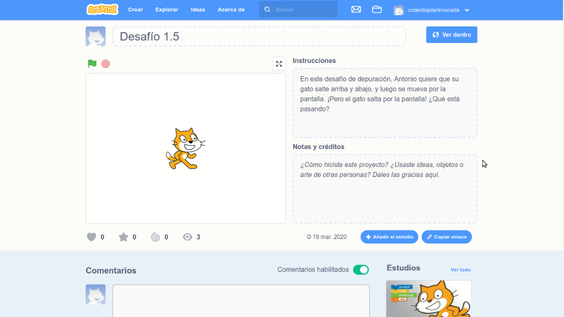 SCRATCH
Crear
Explorar
Ideas
Acerca de
Buscar
coderdojotarinconada
Desafío 1.5
Ver dentro
Instrucciones
En este desafío de depuración, Antonio quiere que su
gato salte arriba y abajo, y luego se mueva por la
pantalla. ¡Pero el gato salta por la pantalla! ¿Qué está
pasando?
Notas y créditos
¿Cómo hiciste este proyecto? ¿Usaste ideas, objetos o
arte de otras personas? Dales las gracias aquí.
0
0
0
3
© 19 mar. 2020
Añadir al estudio
Copiar enlace
Comentarios
Comentarios habilitados
Estudios
Ver todo